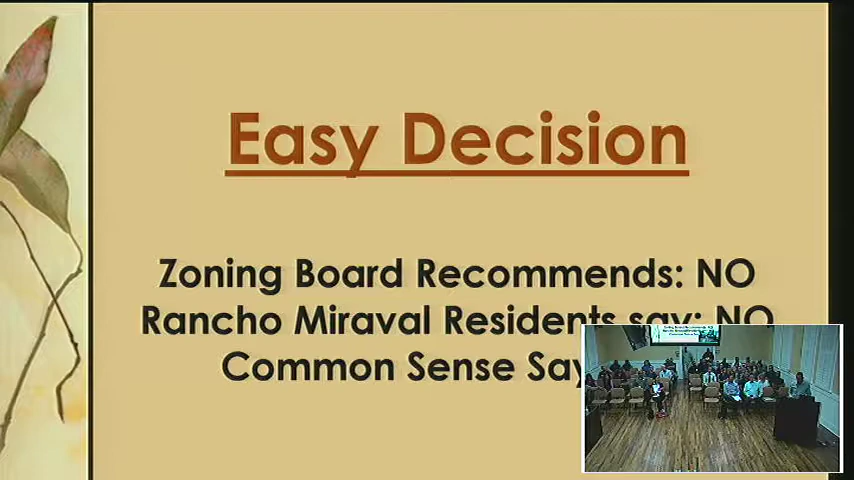 Easy Decision
Zoning Board Recommends: NO
Rancho Miraval Residents say: NO
Common Sense Say